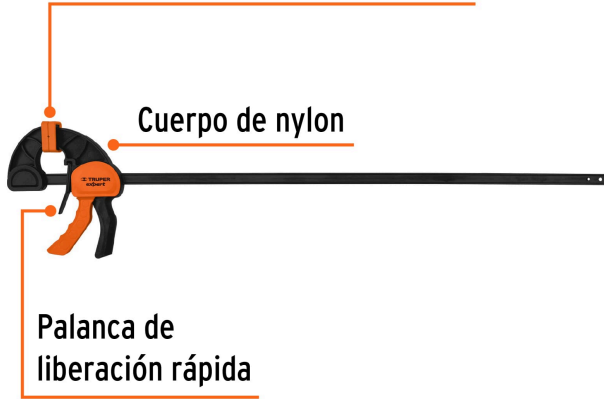 Cuerpo de nylon
TRUPER
expert
Palanca de
liberación rápida